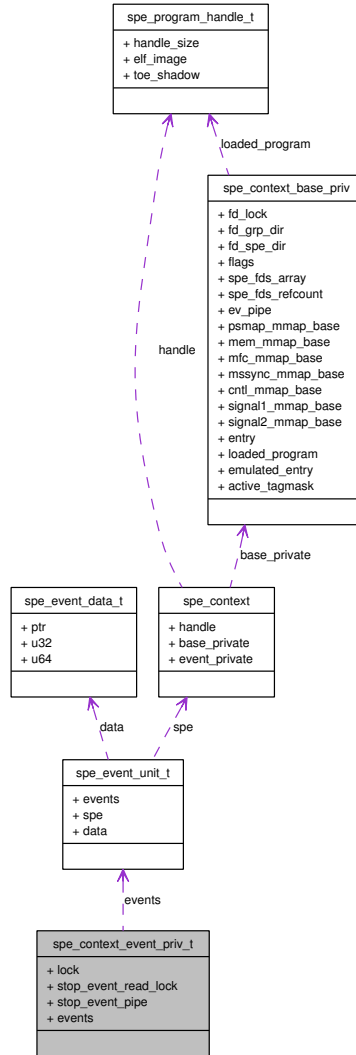 spe_program_handle_t
+ handle_size
+ elf_image
+ toe_shadow
loaded_program
spe_context_base_priv
+ fd_lock
+ fd_grp_dir
+ fd_spe_dir
+ flags
+ spe_fds_array
+ spe_fds_refcount
+ ev_pipe
+ psmap_mmap_base
+ mem_mmap_base
+ mfc_mmap_base
+ mssync_mmap_base
+ cntl_mmap_base
+ signal1_mmap_base
+ signal2_mmap_base
+ entry
+ loaded_program
+ emulated_entry
+ active_tagmask
handle
base_private
spe_event_data_t
+ ptr
+ u32
+ u64
spe_context
+ handle
+ base_private
+ event_private
data
spe
spe_event_unit_t
+ events
+ spe
+ data
events
spe_context_event_priv_t
+ lock
+ stop_event_read_lock
+ stop_event_pipe
+ events